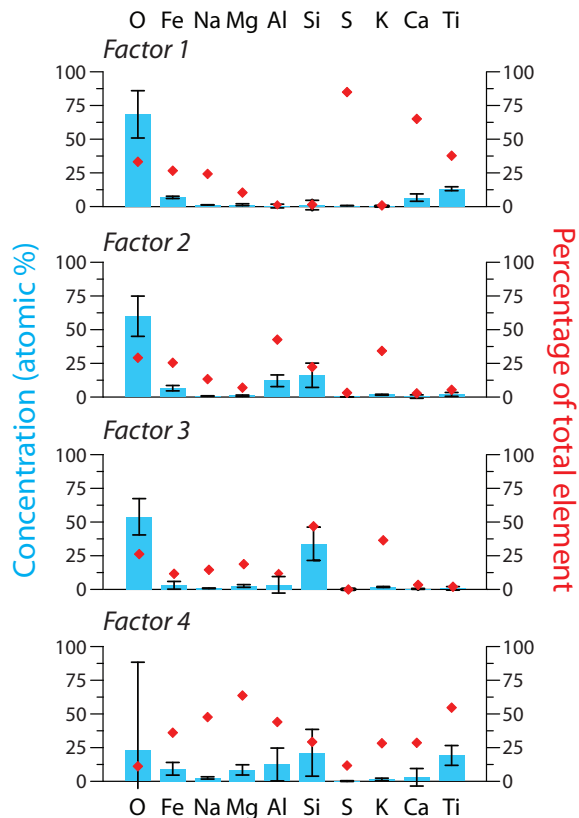 O Fe Na Mg Al Si S K Ca Ti
Factor 1
100 100
75 75
50 50
25 25
0 0
Factor 2
100 100
75 75
50 50
25 25
0 0
Factor 3
100 100
75 75
50 50
25 25
0 0
Factor 4
100 100
75 75
50 50
25 25
0 0
O Fe Na Mg Al Si S K Ca Ti
Concentration (atomic %)
Percentage of total element